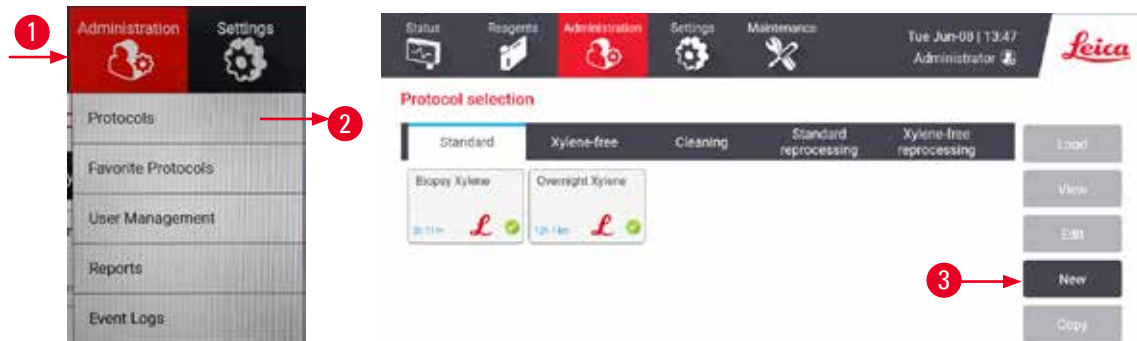 1
Administration
Settings
Protocols
2
Favorite Protocols
User Management
Reports
Event Logs
Status
Reagents
Administration
Settings
Maintenance
Tue Jun-08 | 13:47
Administrator
Leica
Protocol selection
Standard
Xylene-free
Cleaning
Standard
reprocessing
Xylene-free
reprocessing
Load
Biopsy Xylene
Overnight Xylene
View
L
L
Edit
3
New
Copy